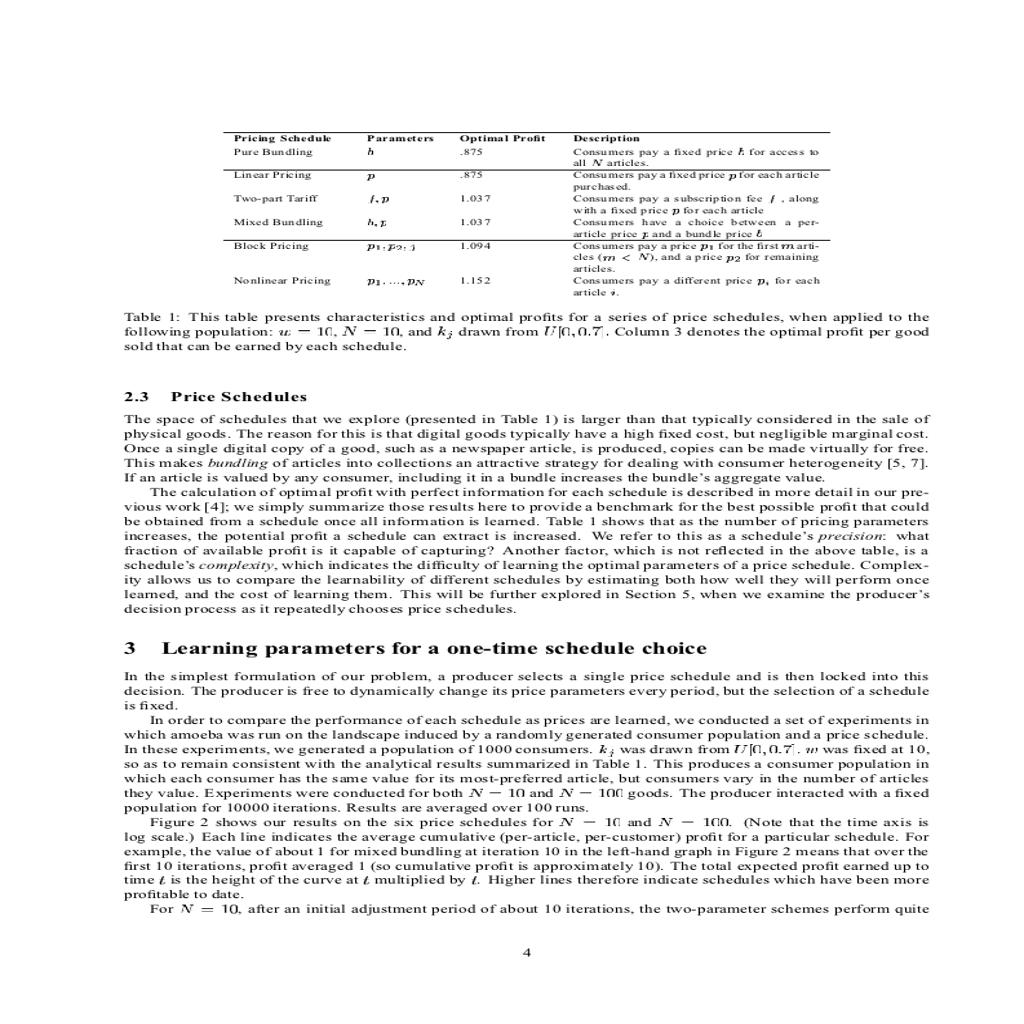 Pricing Schedule Parameters Optimal Profit Description
Pure Bundling b .875 Consumers pay a fixed price b for access to
all N articles.
Linear Pricing p .875 Consumers pay a fixed price p for each article
purchased.
Two-part Tariff f, p 1.037 Consumers pay a subscription fee f , along
with a fixed price p for each article
Mixed Bundling b, p 1.037 Consumers have a choice between a per-
article price p and a bundle price b
Block Pricing p1, p2, j 1.094 Consumers pay a price p1 for the first m arti-
cles (m < N), and a price p2 for remaining
articles.
Nonlinear Pricing p1, ..., pN 1.152 Consumers pay a different price pi for each
article i.
Table 1: This table presents characteristics and optimal profits for a series of price schedules, when applied to the
following population: w = 10, N = 10, and kj drawn from U[0, 0.7]. Column 3 denotes the optimal profit per good
sold that can be earned by each schedule.
2.3 Price Schedules
The space of schedules that we explore (presented in Table 1) is larger than that typically considered in the sale of
physical goods. The reason for this is that digital goods typically have a high fixed cost, but negligible marginal cost.
Once a single digital copy of a good, such as a newspaper article, is produced, copies can be made virtually for free.
This makes bundling of articles into collections an attractive strategy for dealing with consumer heterogeneity [5, 7].
If an article is valued by any consumer, including it in a bundle increases the bundle's aggregate value.
The calculation of optimal profit with perfect information for each schedule is described in more detail in our pre-
vious work [4]; we simply summarize those results here to provide a benchmark for the best possible profit that could
be obtained from a schedule once all information is learned. Table 1 shows that as the number of pricing parameters
increases, the potential profit a schedule can extract is increased. We refer to this as a schedule's precision: what
fraction of available profit is it capable of capturing? Another factor, which is not reflected in the above table, is a
schedule's complexity, which indicates the difficulty of learning the optimal parameters of a price schedule. Complex-
ity allows us to compare the learnability of different schedules by estimating both how well they will perform once
learned, and the cost of learning them. This will be further explored in Section 5, when we examine the producer's
decision process as it repeatedly chooses price schedules.
3 Learning parameters for a one-time schedule choice
In the simplest formulation of our problem, a producer selects a single price schedule and is then locked into this
decision. The producer is free to dynamically change its price parameters every period, but the selection of a schedule
is fixed.
In order to compare the performance of each schedule as prices are learned, we conducted a set of experiments in
which amoeba was run on the landscape induced by a randomly generated consumer population and a price schedule.
In these experiments, we generated a population of 1000 consumers. kj was drawn from U[0, 0.7]. w was fixed at 10,
so as to remain consistent with the analytical results summarized in Table 1. This produces a consumer population in
which each consumer has the same value for its most-preferred article, but consumers vary in the number of articles
they value. Experiments were conducted for both N = 10 and N = 100 goods. The producer interacted with a fixed
population for 10000 iterations. Results are averaged over 100 runs.
Figure 2 shows our results on the six price schedules for N = 10 and N = 100. (Note that the time axis is
log scale.) Each line indicates the average cumulative (per-article, per-customer) profit for a particular schedule. For
example, the value of about 1 for mixed bundling at iteration 10 in the left-hand graph in Figure 2 means that over the
first 10 iterations, profit averaged 1 (so cumulative profit is approximately 10). The total expected profit earned up to
time t is the height of the curve at t multiplied by t. Higher lines therefore indicate schedules which have been more
profitable to date.
For N = 10, after an initial adjustment period of about 10 iterations, the two-parameter schemes perform quite
4